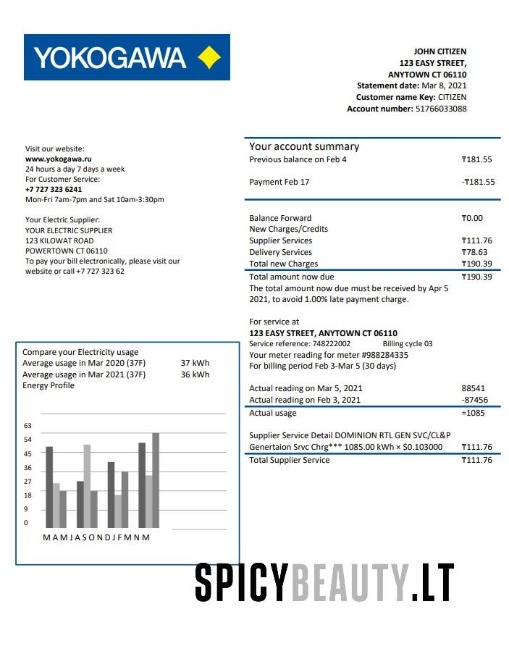 YOKOGAWA
JOHN CITIZEN
123 EASY STREET,
ANYTOWN CT 06110
Statement date: Mar 8, 2021
Customer name Key: CITIZEN
Account number: 51766033088
Visit our website:
www.yokogawa.ru
24 hours a day 7 days a week
For Customer Service:
+7 727 323 6241
Mon-Fri 7am-7pm and Sat 10am-3:30pm
Your Electric Supplier:
YOUR ELECTRIC SUPPLIER
123 KILOWAT ROAD
POWERTOWN CT 06110
To pay your bill electronically, please visit our
website or call +7 727 323 62
Your account summary
Previous balance on Feb 4 ₸181.55
Payment Feb 17 -₸181.55
Balance Forward ₸0.00
New Charges/Credits
Supplier Services ₸111.76
Delivery Services ₸78.63
Total new Charges ₸190.39
Total amount now due ₸190.39
The total amount now due must be received by Apr 5
2021, to avoid 1.00% late payment charge.
For service at
123 EASY STREET, ANYTOWN CT 06110
Service reference: 748222002 Billing cycle 03
Your meter reading for meter #988284335
For billing period Feb 3-Mar 5 (30 days)
Actual reading on Mar 5, 2021 88541
Actual reading on Feb 3, 2021 -87456
Actual usage =1085
Supplier Service Detail DOMINION RTL GEN SVC/CL&P
Genertaion Srvc Chrg*** 1085.00 kWh × $0.103000 ₸111.76
Total Supplier Service ₸111.76
Compare your Electricity usage
Average usage in Mar 2020 (37F) 37 kWh
Average usage in Mar 2021 (37F) 36 kWh
Energy Profile
63
54
45
36
27
18
9
0
M A M J A S O N D J F M N M
SPICYBEAUTY.LT